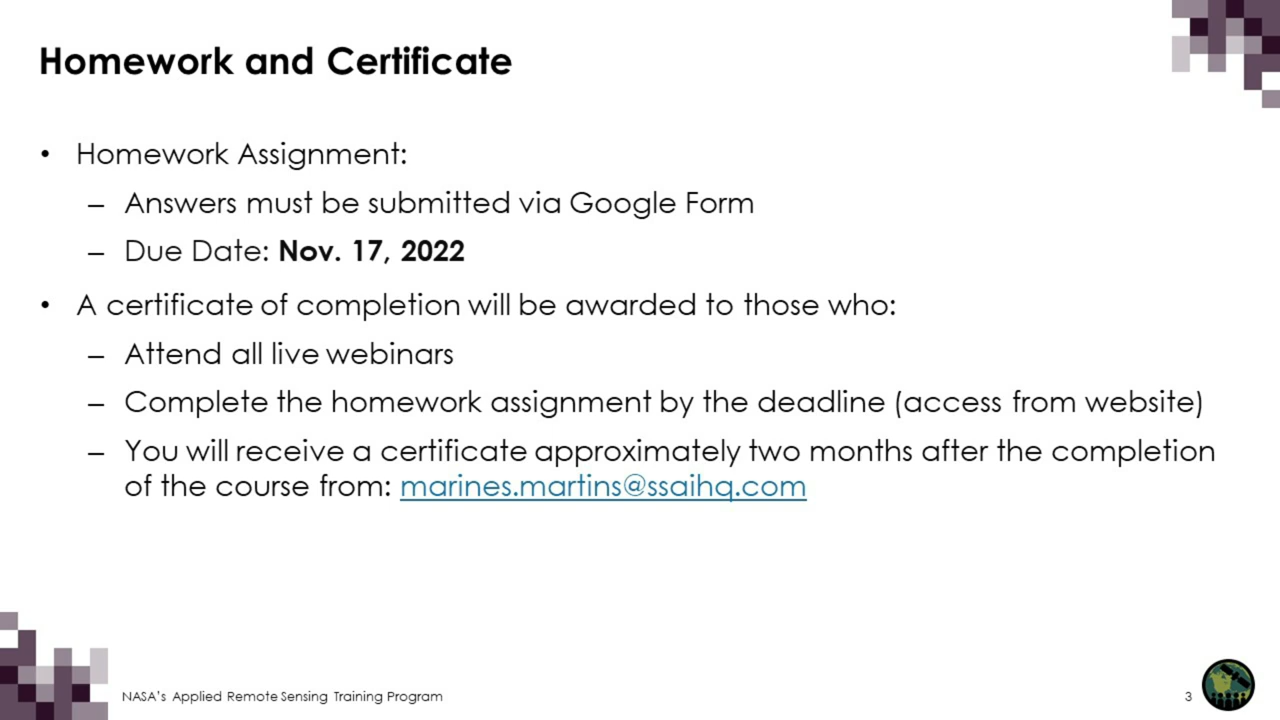 Homework and Certificate
• Homework Assignment:
– Answers must be submitted via Google Form
– Due Date: Nov. 17, 2022
• A certificate of completion will be awarded to those who:
– Attend all live webinars
– Complete the homework assignment by the deadline (access from website)
– You will receive a certificate approximately two months after the completion
of the course from: marines.martins@ssaihq.com
NASA's Applied Remote Sensing Training Program
3